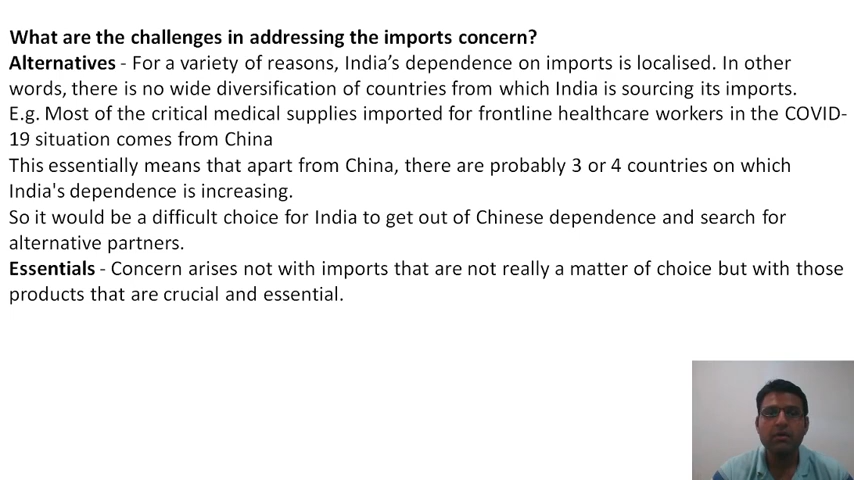 What are the challenges in addressing the imports concern?
Alternatives - For a variety of reasons, India’s dependence on imports is localised. In other
words, there is no wide diversification of countries from which India is sourcing its imports.
E.g. Most of the critical medical supplies imported for frontline healthcare workers in the COVID-
19 situation comes from China
This essentially means that apart from China, there are probably 3 or 4 countries on which
India's dependence is increasing.
So it would be a difficult choice for India to get out of Chinese dependence and search for
alternative partners.
Essentials - Concern arises not with imports that are not really a matter of choice but with those
products that are crucial and essential.